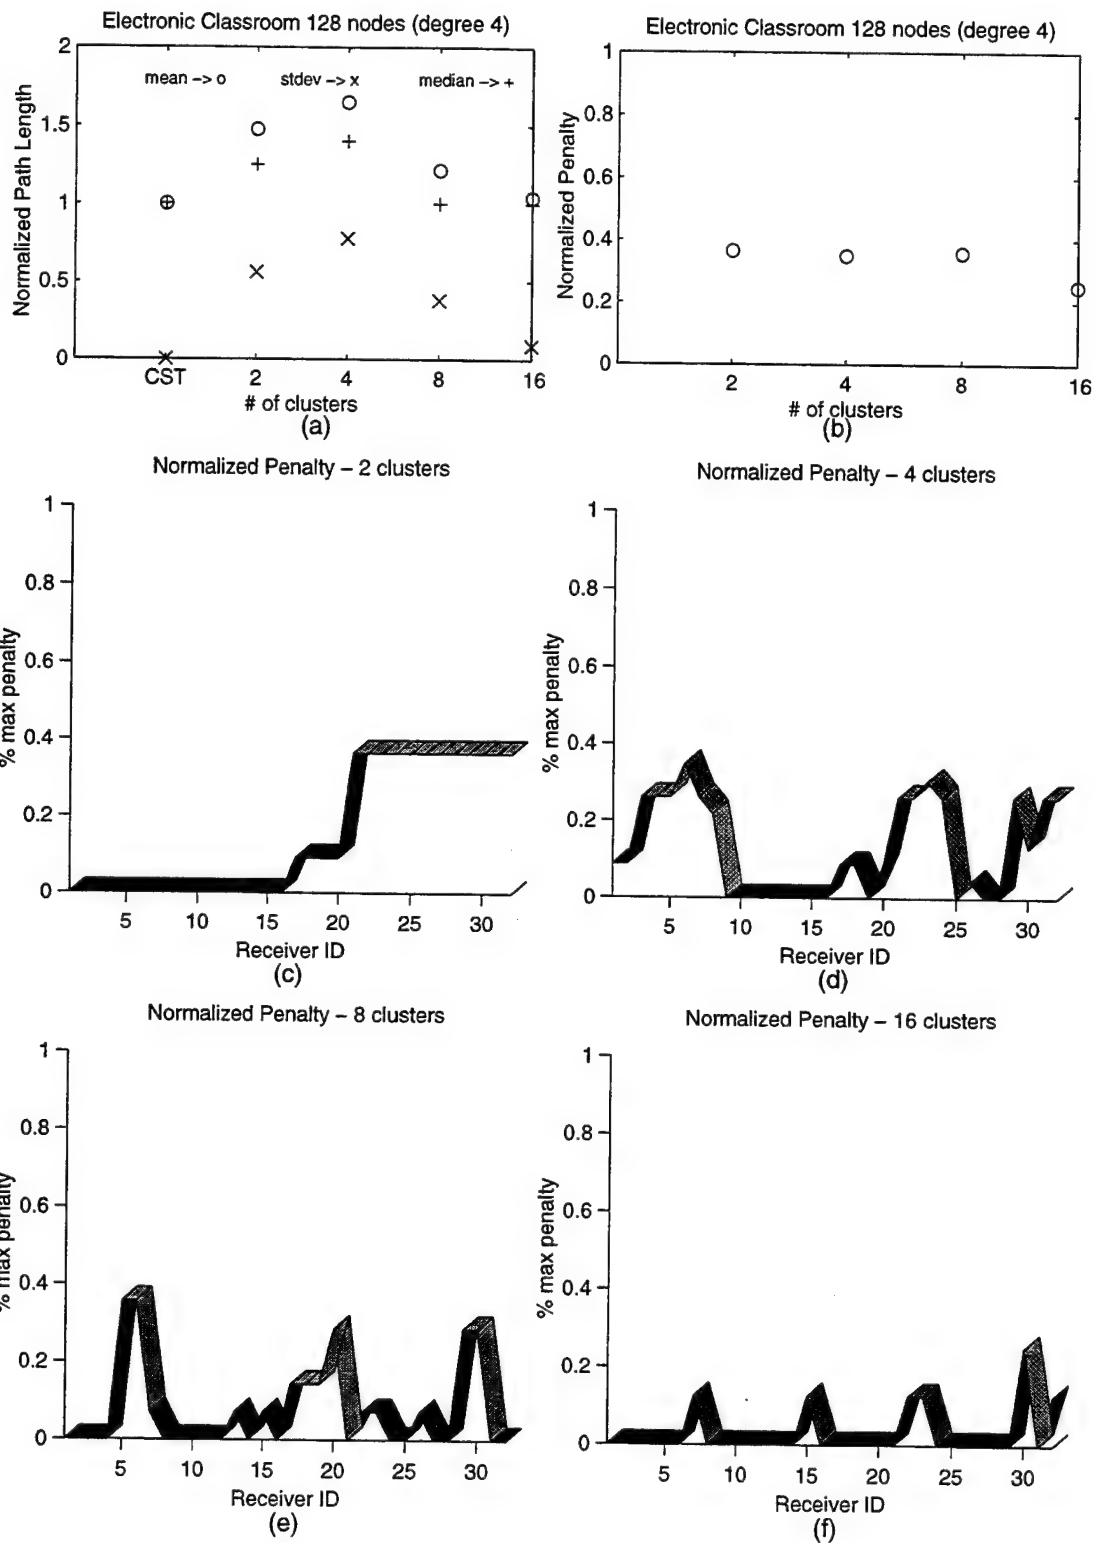 Electronic Classroom 128 nodes (degree 4)
2
1.5
1
0.5
0
Normalized Path Length
mean -> o
stdev -> x
median -> +
CST
2
4
8
16
# of clusters
(a)
Electronic Classroom 128 nodes (degree 4)
1
0.8
0.6
0.4
0.2
0
Normalized Penalty
2
4
8
16
# of clusters
(b)
Normalized Penalty – 2 clusters
1
0.8
0.6
0.4
0.2
0
% max penalty
5
10
15
20
25
30
Receiver ID
(c)
Normalized Penalty – 4 clusters
1
0.8
0.6
0.4
0.2
0
% max penalty
5
10
15
20
25
30
Receiver ID
(d)
Normalized Penalty – 8 clusters
1
0.8
0.6
0.4
0.2
0
% max penalty
5
10
15
20
25
30
Receiver ID
(e)
Normalized Penalty – 16 clusters
1
0.8
0.6
0.4
0.2
0
% max penalty
5
10
15
20
25
30
Receiver ID
(f)